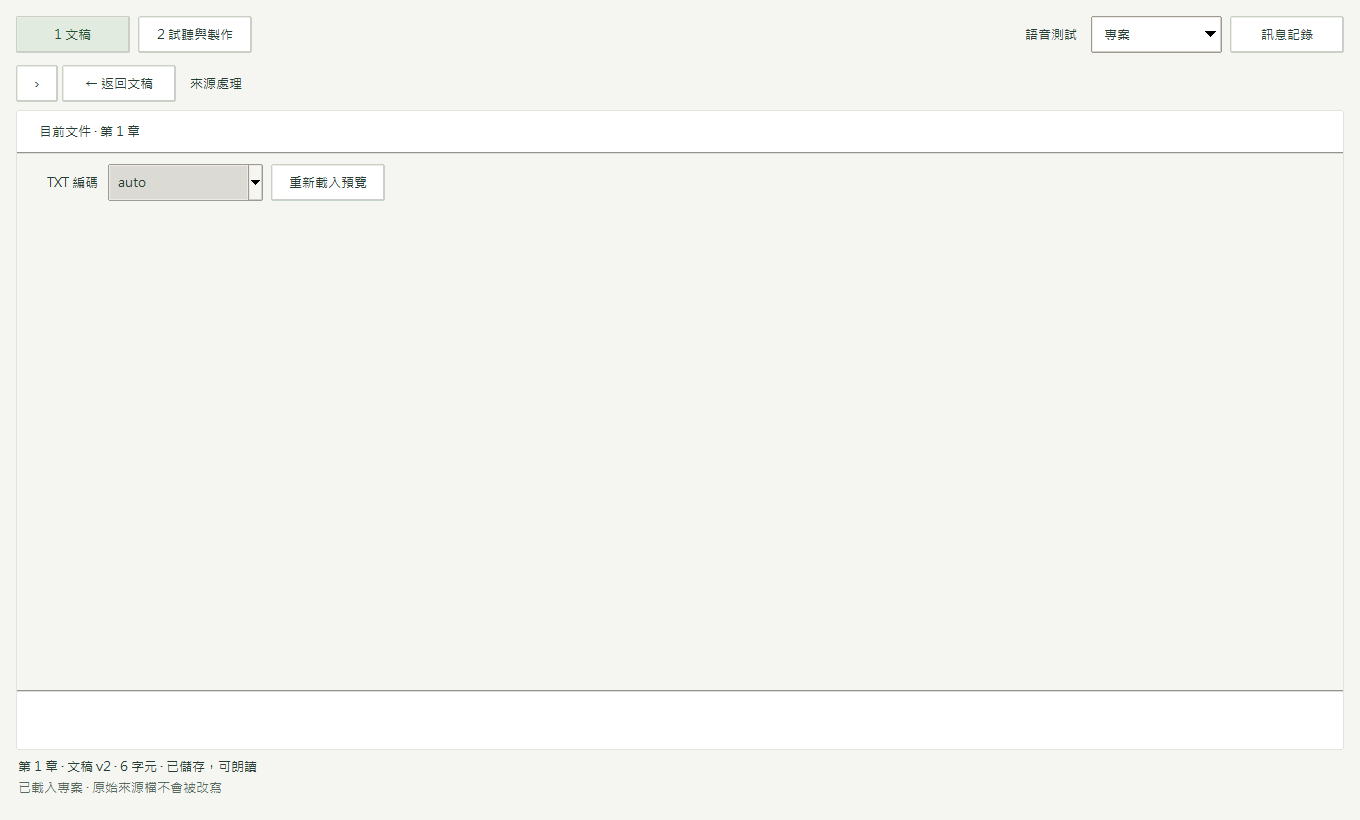 1 文稿
2 試聽與製作
語音測試
專案
訊息記錄
›
← 返回文稿
來源處理
目前文件 · 第 1 章
TXT 編碼
auto
重新載入預覽
第 1 章 · 文稿 v2 · 6 字元 · 已儲存，可朗讀
已載入專案 · 原始來源檔不會被改寫